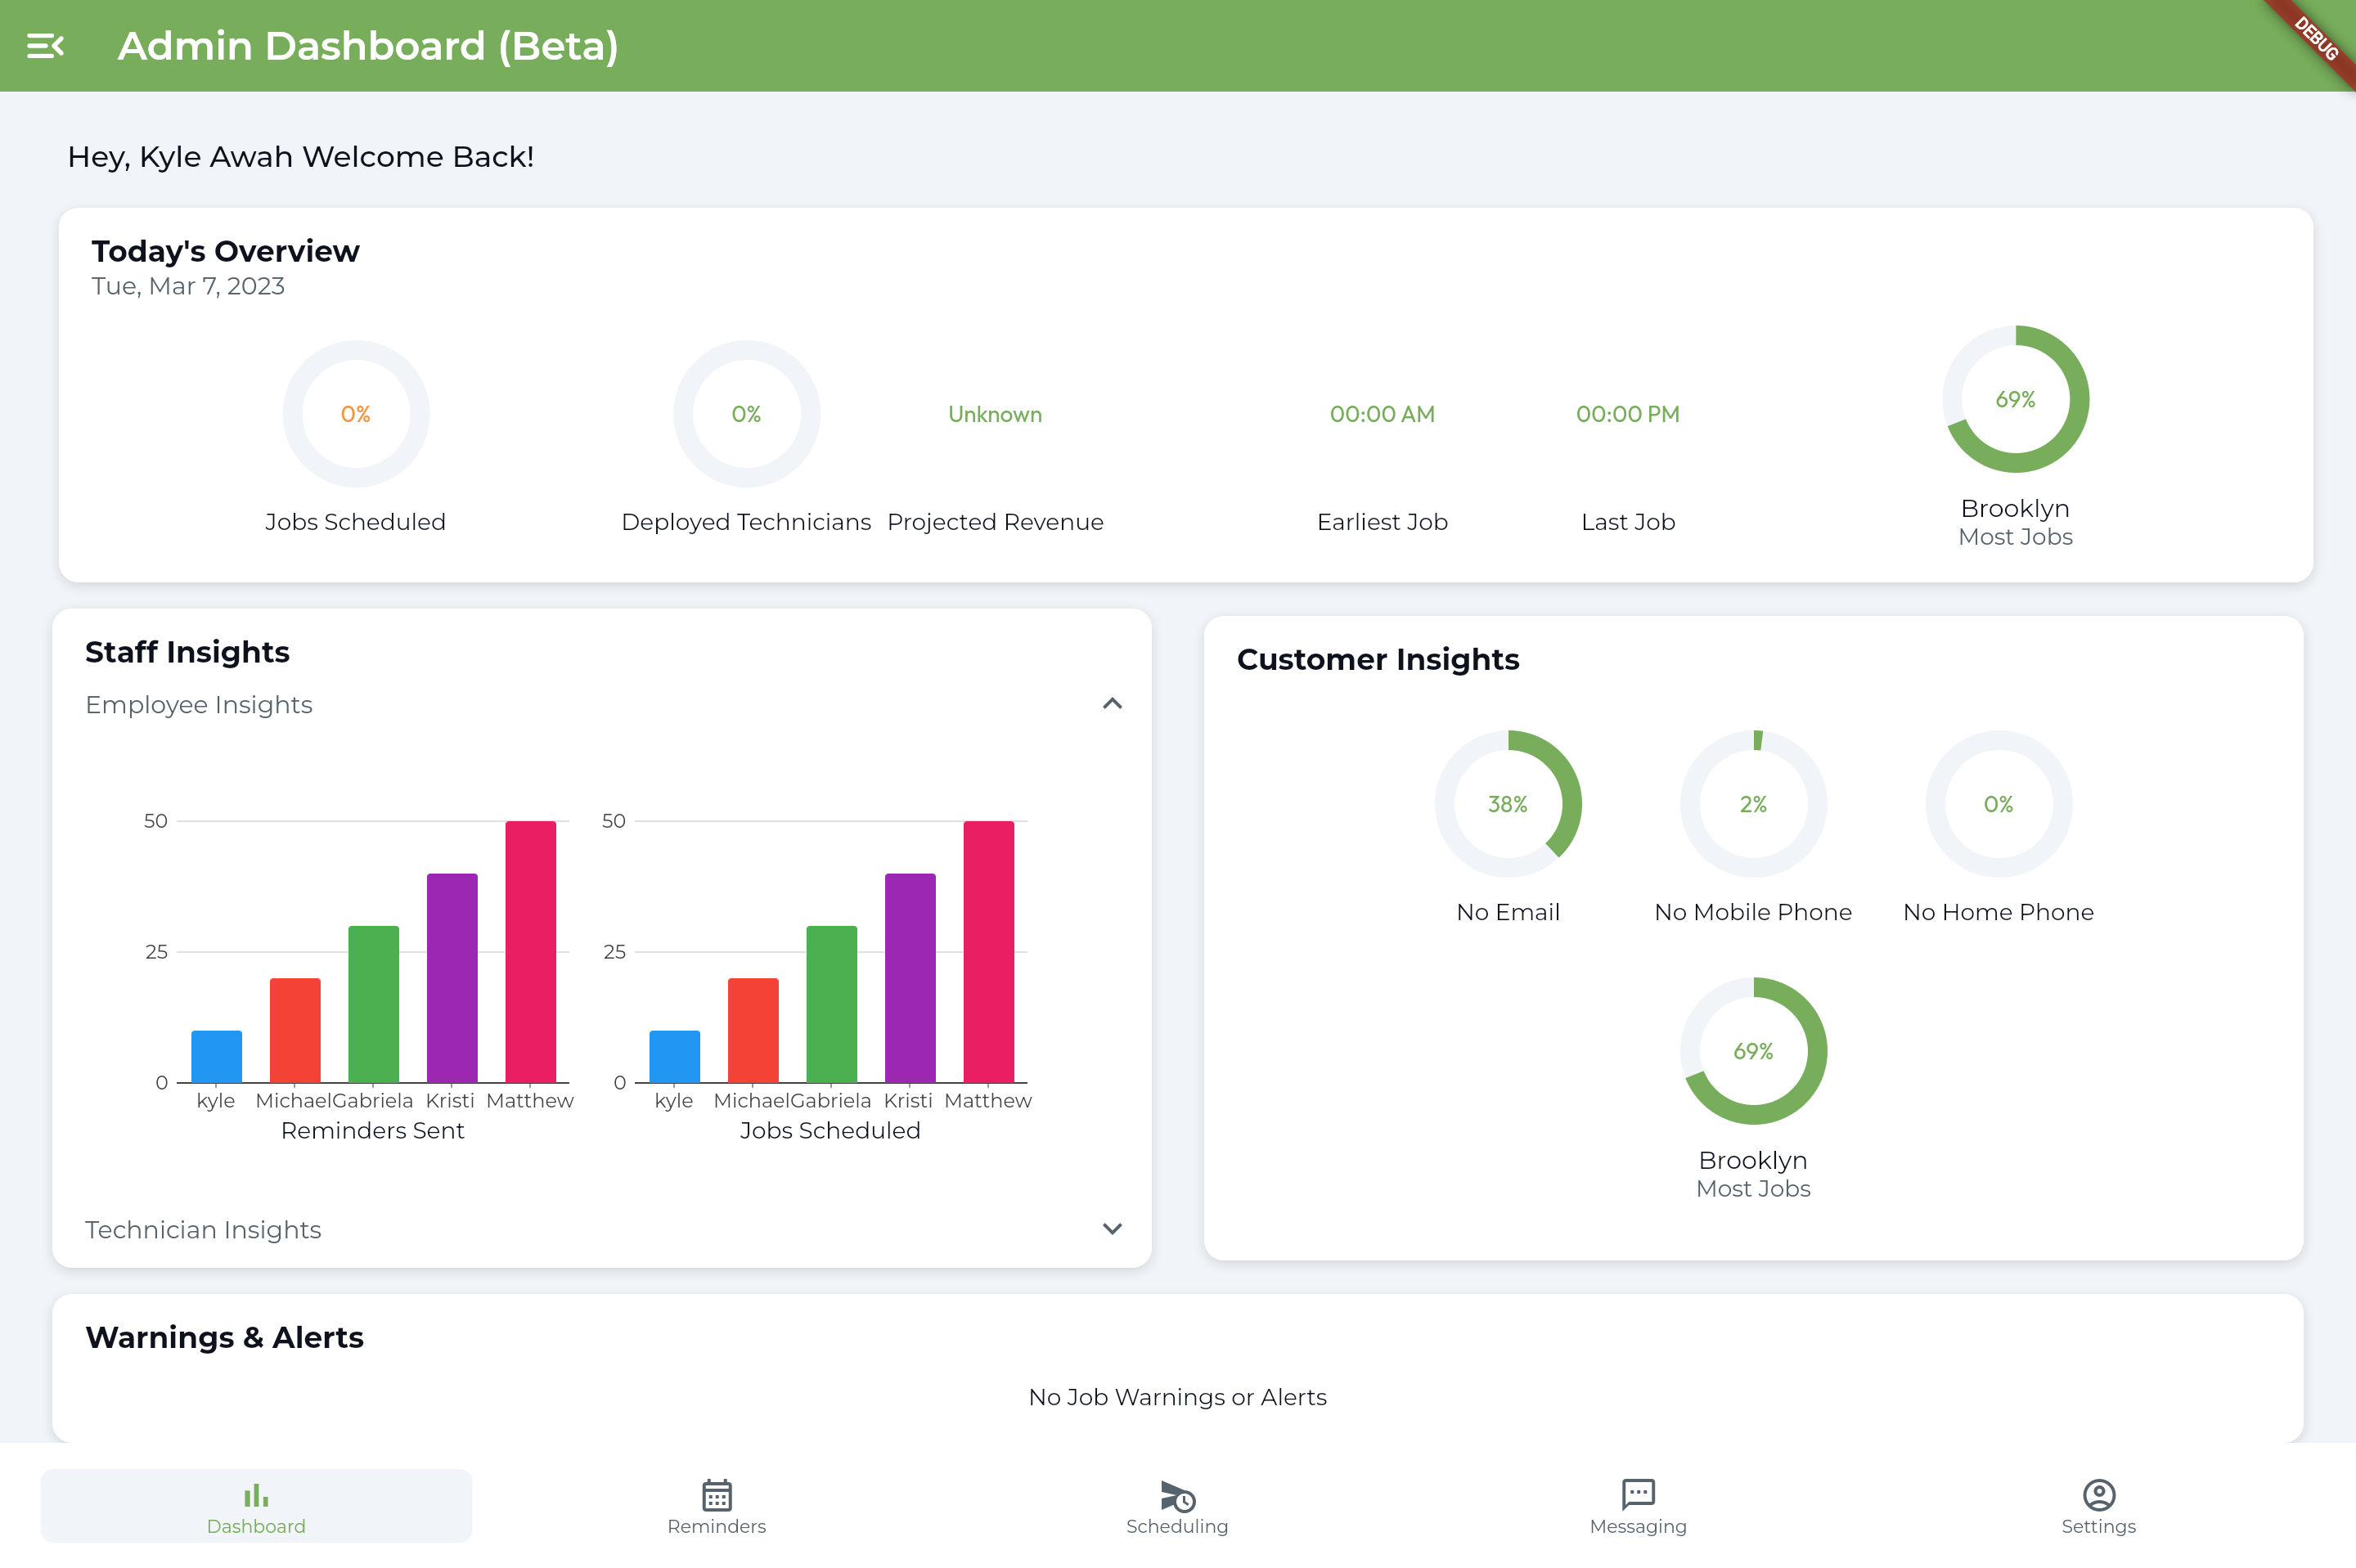 Admin Dashboard (Beta)
DEBUG
Hey, Kyle Awah Welcome Back!
Today's Overview
Tue, Mar 7, 2023
0%
Jobs Scheduled
0%
Deployed Technicians
Unknown
Projected Revenue
00:00 AM
Earliest Job
00:00 PM
Last Job
69%
Brooklyn
Most Jobs
Staff Insights
Employee Insights
50
25
0
kyle Michael Gabriela Kristi Matthew
Reminders Sent
50
25
0
kyle Michael Gabriela Kristi Matthew
Jobs Scheduled
Technician Insights
Customer Insights
38%
No Email
2%
No Mobile Phone
0%
No Home Phone
69%
Brooklyn
Most Jobs
Warnings & Alerts
No Job Warnings or Alerts
Dashboard
Reminders
Scheduling
Messaging
Settings